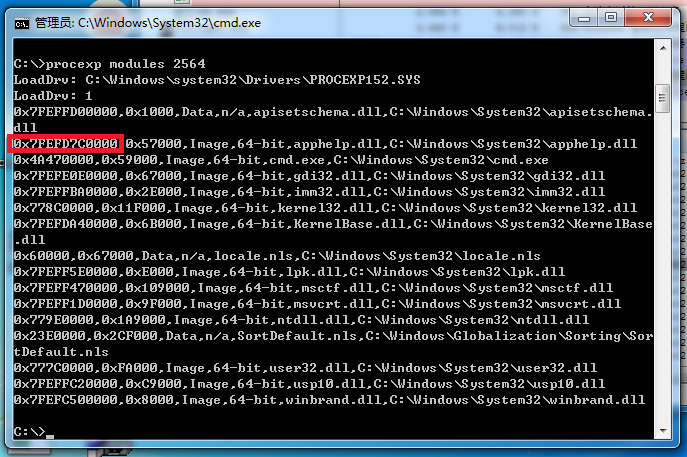 管理员: C:\Windows\System32\cmd.exe
C:\>procexp modules 2564
LoadDrv: C:\Windows\system32\Drivers\PROCEXP152.SYS
LoadDrv: 1
0x7FEFFD00000,0x1000,Data,n/a,apisetschema.dll,C:\Windows\System32\apisetschema.
dll
0x7FEFD7C0000,0x57000,Image,64-bit,apphelp.dll,C:\Windows\System32\apphelp.dll
0x4A470000,0x59000,Image,64-bit,cmd.exe,C:\Windows\System32\cmd.exe
0x7FEFE0E0000,0x67000,Image,64-bit,gdi32.dll,C:\Windows\System32\gdi32.dll
0x7FEFFBA0000,0x2E000,Image,64-bit,imm32.dll,C:\Windows\System32\imm32.dll
0x778C0000,0x11F000,Image,64-bit,kernel32.dll,C:\Windows\System32\kernel32.dll
0x7FEFDA40000,0x6B000,Image,64-bit,KernelBase.dll,C:\Windows\System32\KernelBase
.dll
0x60000,0x67000,Data,n/a,locale.nls,C:\Windows\System32\locale.nls
0x7FEFF5E0000,0xE000,Image,64-bit,lpk.dll,C:\Windows\System32\lpk.dll
0x7FEFF470000,0x109000,Image,64-bit,msctf.dll,C:\Windows\System32\msctf.dll
0x7FEFF1D0000,0x9F000,Image,64-bit,msvcrt.dll,C:\Windows\System32\msvcrt.dll
0x779E0000,0x1A9000,Image,64-bit,ntdll.dll,C:\Windows\System32\ntdll.dll
0x23E0000,0x2CF000,Data,n/a,SortDefault.nls,C:\Windows\Globalization\Sorting\Sor
tDefault.nls
0x777C0000,0xFA000,Image,64-bit,user32.dll,C:\Windows\System32\user32.dll
0x7FEFFC20000,0xC9000,Image,64-bit,usp10.dll,C:\Windows\System32\usp10.dll
0x7FEFC500000,0x8000,Image,64-bit,winbrand.dll,C:\Windows\System32\winbrand.dll
C:\>_